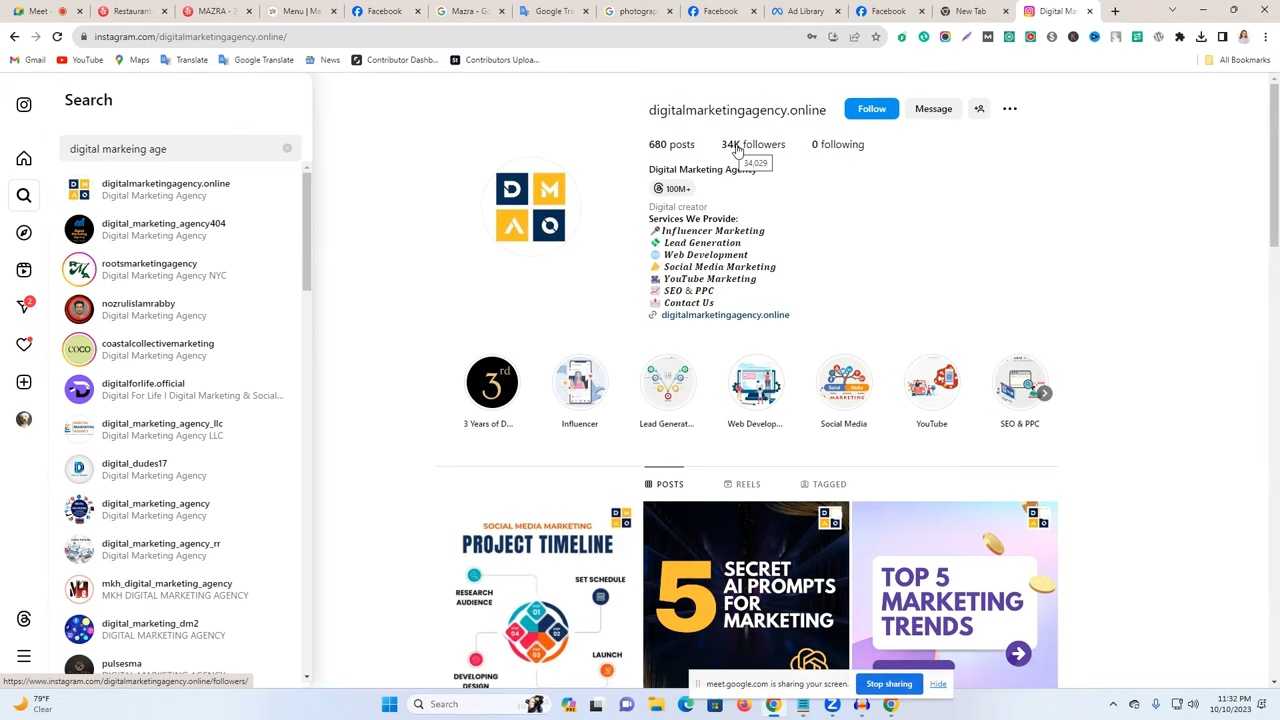 Restaurant
MAZRA - 
Menu | Ma
Facebook
Mazra - Go
Google Tra
photograp
Facebook
Ad Library
Facebook
Digital Mar
instagram.com/digitalmarketingagency.online/
Gmail
YouTube
Maps
Translate
Google Translate
News
Contributor Dashb...
Contributors Uploa...
All Bookmarks
Search
digital markeing age
digitalmarketingagency.online
Digital Marketing Agency
digital_marketing_agency404
Digital Marketing Agency
rootsmarketingagency
Digital Marketing Agency NYC
nozrulislamrabby
Digital Marketing Agency
coastalcollectivemarketing
Digital Marketing Agency
COCO
digitalforlife.official
Digital for Life | Digital Marketing & Social...
digital_marketing_agency_llc
Digital Marketing Agency LLC
digital_dudes17
Digital Marketing Agency
digital_marketing_agency
Digital Marketing Agency
digital_marketing_agency_rr
Digital Marketing Agency
mkh_digital_marketing_agency
MKH DIGITAL MARKETING AGENCY
digital_marketing_dm2
DIGITAL MARKETING AGENCY
pulsesma
2
digitalmarketingagency.online
Follow
Message
680 posts
34K followers
0 following
34,029
Digital Marketing Agency
100M+
Digital creator
Services We Provide:
🎤 Influencer Marketing
💸 Lead Generation
🌐 Web Development
📣 Social Media Marketing
🎥 YouTube Marketing
📈 SEO & PPC
📩 Contact Us
digitalmarketingagency.online
D M
A O
3rd
3 Years of D...
Influencer
Lead Generat...
Web Develop...
Social Media
YouTube
SEO & PPC
POSTS
REELS
TAGGED
SOCIAL MEDIA MARKETING
PROJECT TIMELINE
RESEARCH
AUDIENCE
SET SCHEDULE
LAUNCH
DEVELOPING
DESIGN
5
SECRET
AI PROMPTS
FOR
MARKETING
TOP 5
MARKETING
TRENDS
https://www.instagram.com/digitalmarketingagency.online/followers/
meet.google.com is sharing your screen.
Stop sharing
Hide
79°F
Clear
Search
11:32 PM
10/10/2023